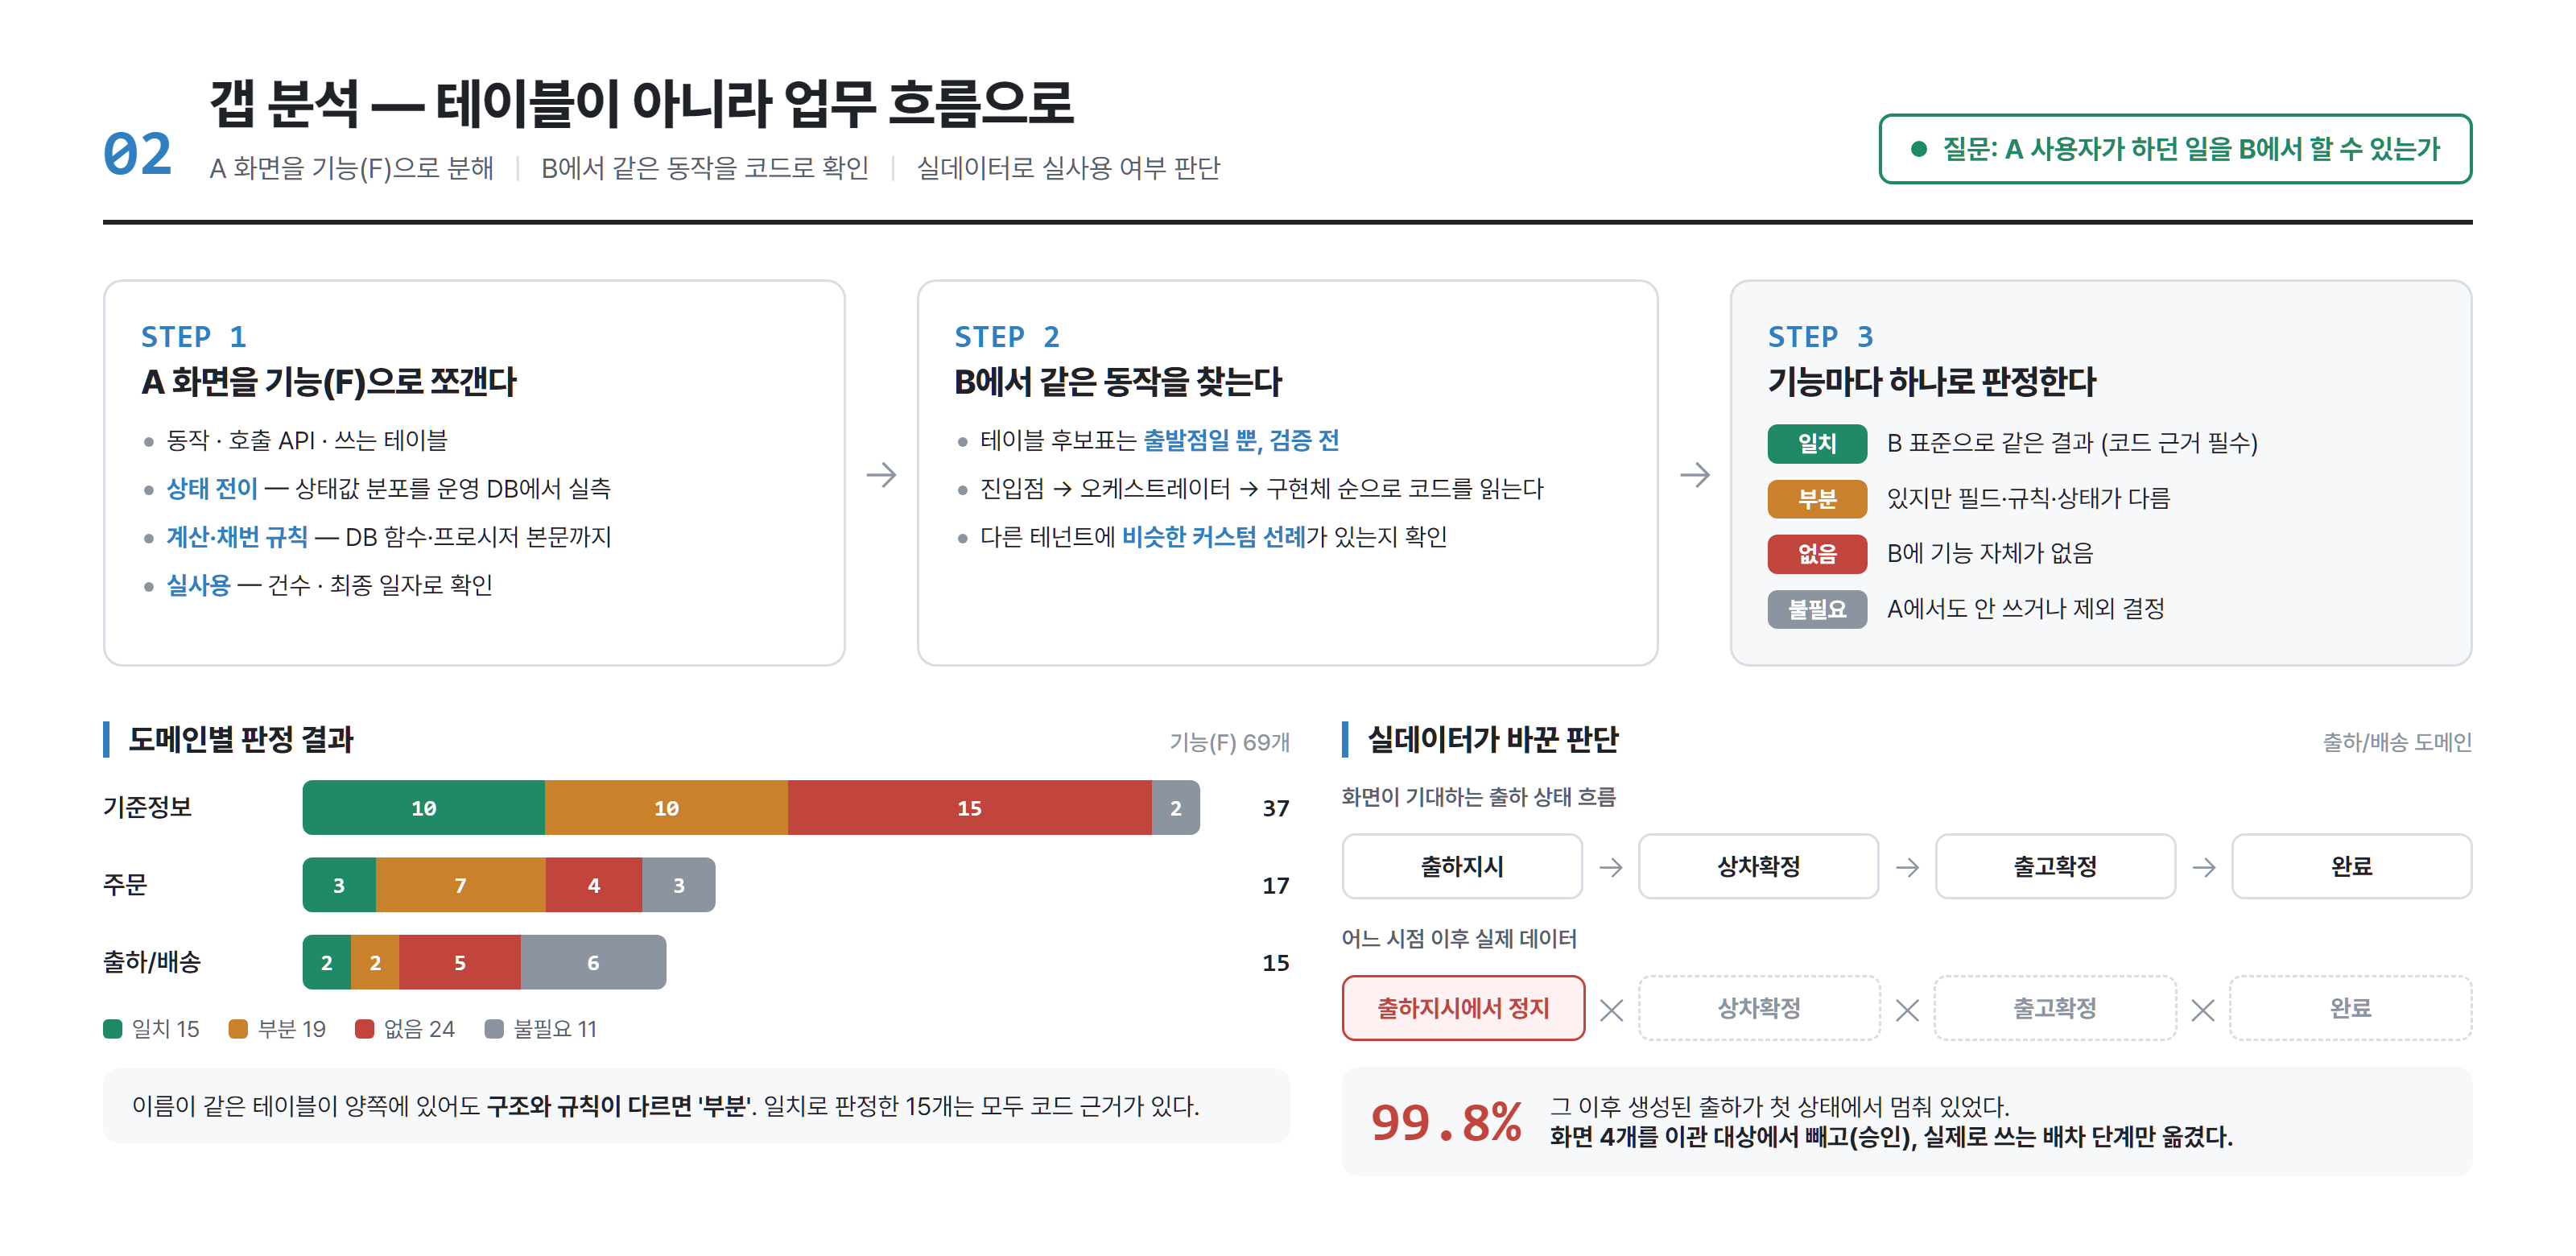 02
갭 분석 — 테이블이 아니라 업무 흐름으로
A 화면을 기능(F)으로 분해 | B에서 같은 동작을 코드로 확인 | 실데이터로 실사용 여부 판단
질문: A 사용자가 하던 일을 B에서 할 수 있는가
STEP 1
A 화면을 기능(F)으로 쪼갠다
동작 · 호출 API · 쓰는 테이블
상태 전이 — 상태값 분포를 운영 DB에서 실측
계산·채번 규칙 — DB 함수·프로시저 본문까지
실사용 — 건수 · 최종 일자로 확인
→
STEP 2
B에서 같은 동작을 찾는다
테이블 후보표는 출발점일 뿐, 검증 전
진입점 → 오케스트레이터 → 구현체 순으로 코드를 읽는다
다른 테넌트에 비슷한 커스텀 선례가 있는지 확인
→
STEP 3
기능마다 하나로 판정한다
일치 B 표준으로 같은 결과 (코드 근거 필수)
부분 있지만 필드·규칙·상태가 다름
없음 B에 기능 자체가 없음
불필요 A에서도 안 쓰거나 제외 결정
도메인별 판정 결과 기능(F) 69개
기준정보 10 10 15 2 37
주문 3 7 4 3 17
출하/배송 2 2 5 6 15
일치 15 부분 19 없음 24 불필요 11
이름이 같은 테이블이 양쪽에 있어도 구조와 규칙이 다르면 '부분'. 일치로 판정한 15개는 모두 코드 근거가 있다.
실데이터가 바꾼 판단 출하/배송 도메인
화면이 기대하는 출하 상태 흐름
출하지시 → 상차확정 → 출고확정 → 완료
어느 시점 이후 실제 데이터
출하지시에서 정지 × 상차확정 × 출고확정 × 완료
99.8%
그 이후 생성된 출하가 첫 상태에서 멈춰 있었다.
화면 4개를 이관 대상에서 빼고(승인), 실제로 쓰는 배차 단계만 옮겼다.